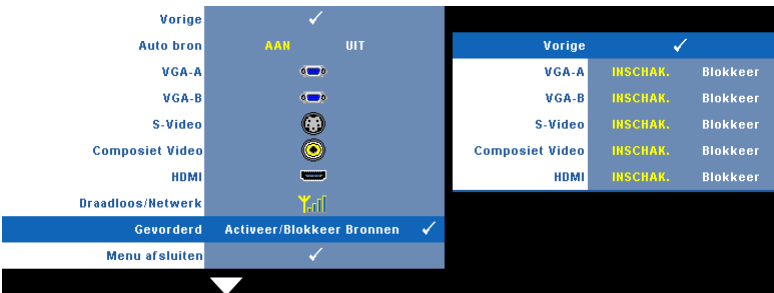 Vorige
Auto bron AAN UIT
VGA-A
VGA-B
S-Video
Composiet Video
HDMI
Draadloos/Netwerk
Gevorderd Activeer/Blokkeer Bronnen
Menu afsluiten
Vorige
VGA-A INSCHAK. Blokkeer
VGA-B INSCHAK. Blokkeer
S-Video INSCHAK. Blokkeer
Composiet Video INSCHAK. Blokkeer
HDMI INSCHAK. Blokkeer